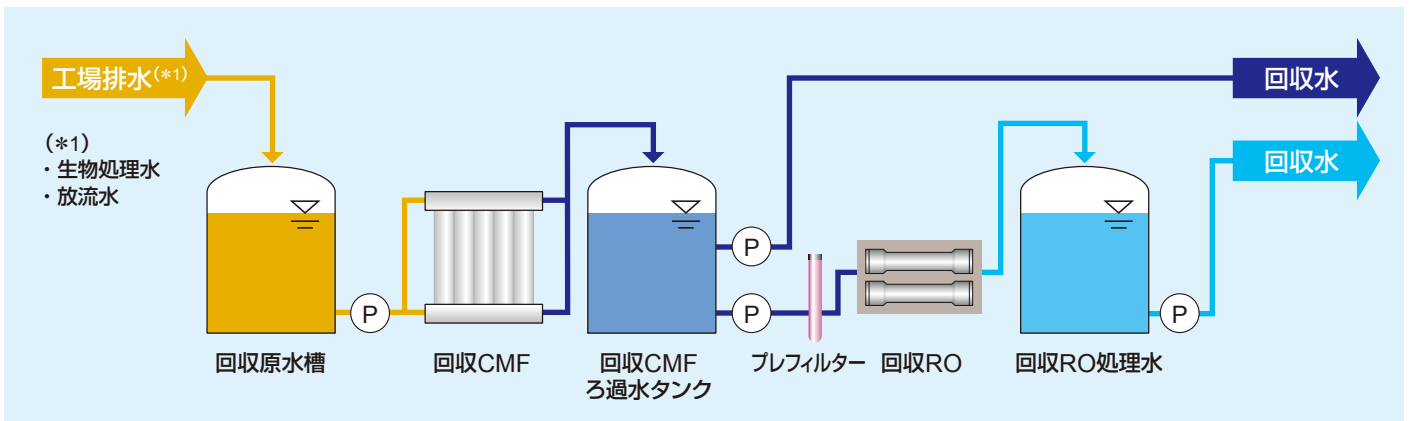 工場排水(*1)
(*1)
・生物処理水
・放流水
回収水
回収水
P
P
P
P
回収原水槽
回収CMF
回収CMF
ろ過水タンク
プレフィルター
回収RO
回収RO処理水